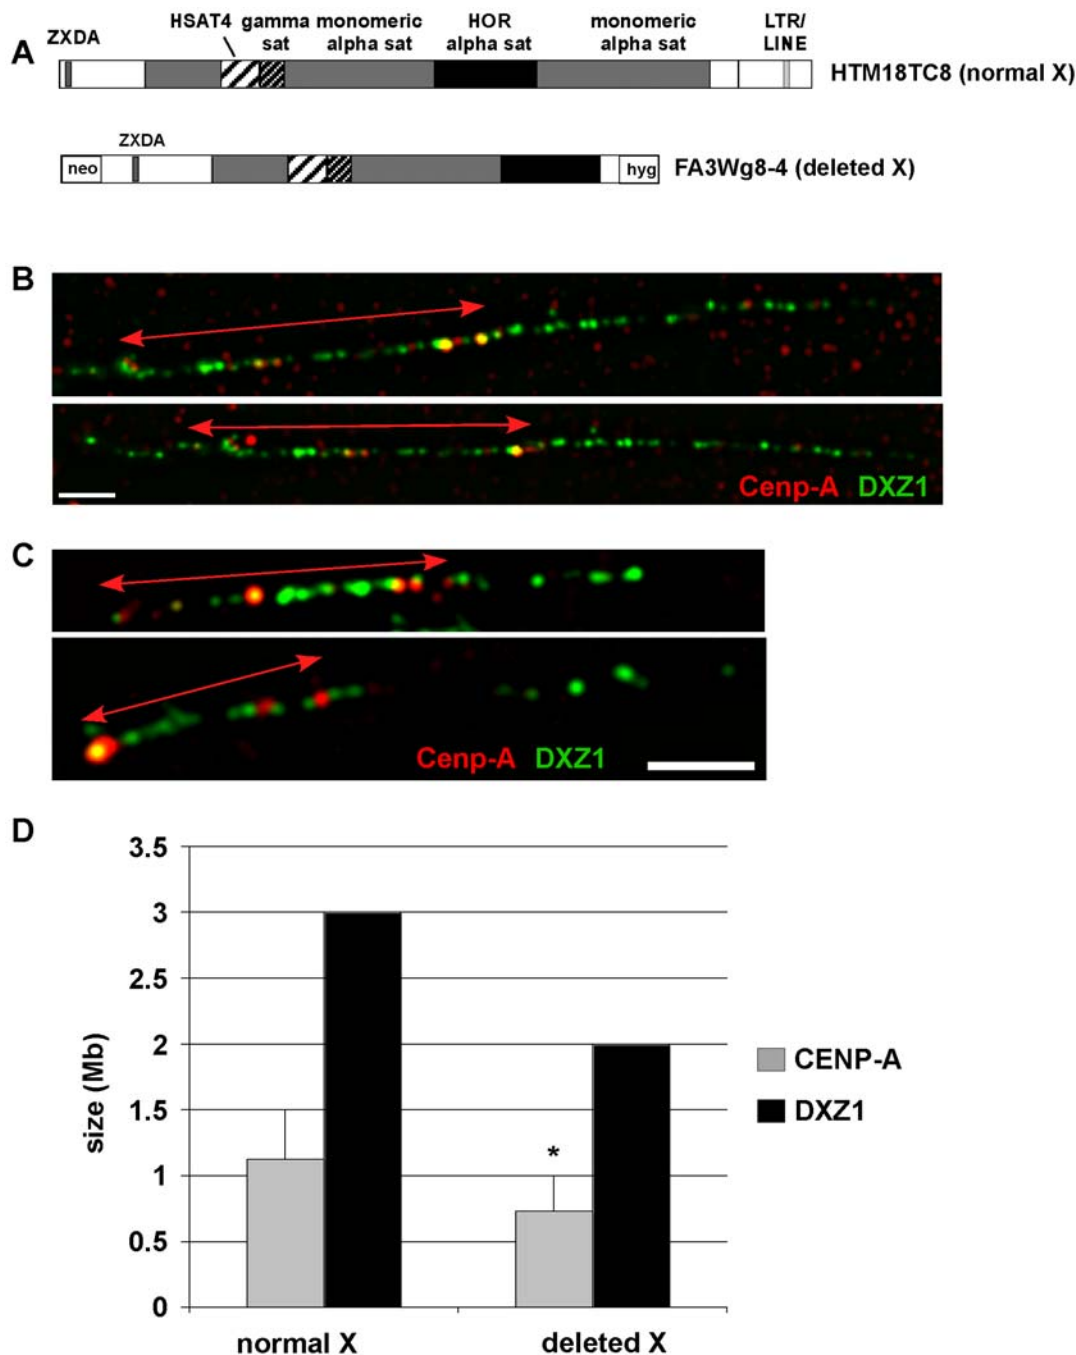 A
ZXDA
HSAT4
gamma sat
monomeric alpha sat
HOR alpha sat
monomeric alpha sat
LTR/ LINE
HTM18TC8 (normal X)
ZXDA
neo
hyg
FA3Wg8-4 (deleted X)
B
Cenp-A DXZ1
C
Cenp-A DXZ1
D
3.5
3
2.5
2
1.5
1
0.5
0
size (Mb)
*
CENP-A
DXZ1
normal X
deleted X